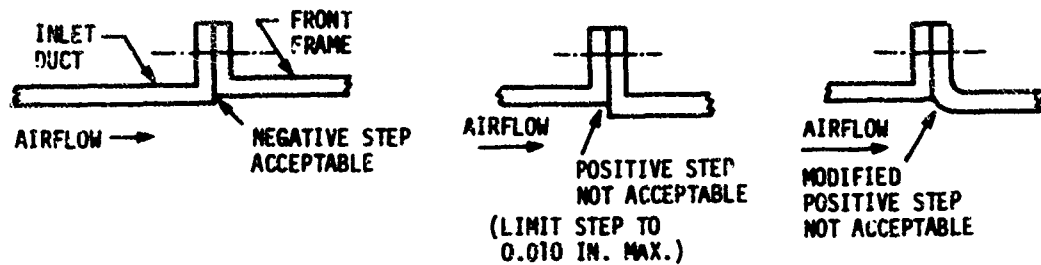 INLET
DUCT
FRONT
FRAME
AIRFLOW
NEGATIVE STEP
ACCEPTABLE
AIRFLOW
POSITIVE STEP
NOT ACCEPTABLE
(LIMIT STEP TO
0.010 IN. MAX.)
AIRFLOW
MODIFIED
POSITIVE STEP
NOT ACCEPTABLE